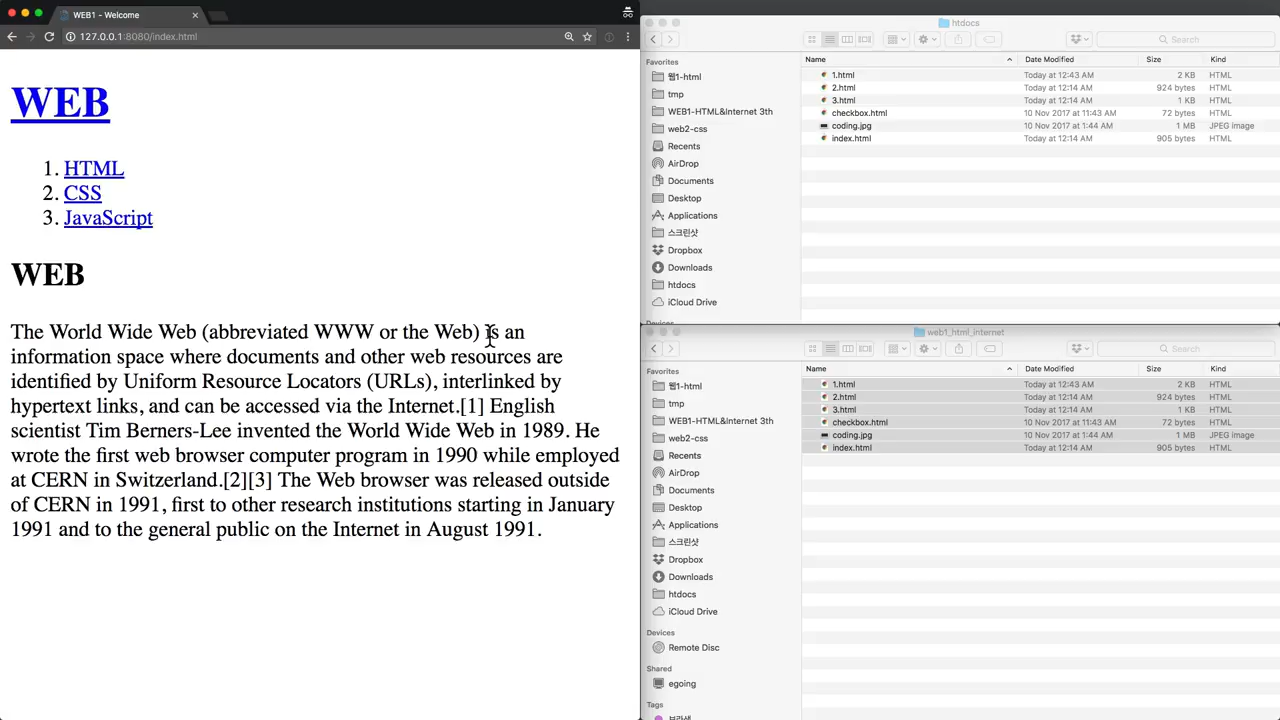 WEB1 - Welcome
127.0.0.1:8080/index.html
WEB
1. HTML
2. CSS
3. JavaScript
WEB
The World Wide Web (abbreviated WWW or the Web) is an
information space where documents and other web resources are
identified by Uniform Resource Locators (URLs), interlinked by
hypertext links, and can be accessed via the Internet.[1] English
scientist Tim Berners-Lee invented the World Wide Web in 1989. He
wrote the first web browser computer program in 1990 while employed
at CERN in Switzerland.[2][3] The Web browser was released outside
of CERN in 1991, first to other research institutions starting in January
1991 and to the general public on the Internet in August 1991.
htdocs
Search
Favorites
웹1-html
tmp
WEB1-HTML&Internet 3th
web2-css
Recents
AirDrop
Documents
Desktop
Applications
스크린샷
Dropbox
Downloads
htdocs
iCloud Drive
Devices
Name Date Modified Size Kind
1.html Today at 12:43 AM 2 KB HTML
2.html Today at 12:14 AM 924 bytes HTML
3.html Today at 12:14 AM 1 KB HTML
checkbox.html 10 Nov 2017 at 11:43 AM 72 bytes HTML
coding.jpg 10 Nov 2017 at 1:44 AM 1 MB JPEG image
index.html Today at 12:14 AM 905 bytes HTML
web1_html_internet
Search
Favorites
웹1-html
tmp
WEB1-HTML&Internet 3th
web2-css
Recents
AirDrop
Documents
Desktop
Applications
스크린샷
Dropbox
Downloads
htdocs
iCloud Drive
Devices
Remote Disc
Shared
egoing
Tags
브라섹
Name Date Modified Size Kind
1.html Today at 12:43 AM 2 KB HTML
2.html Today at 12:14 AM 924 bytes HTML
3.html Today at 12:14 AM 1 KB HTML
checkbox.html 10 Nov 2017 at 11:43 AM 72 bytes HTML
coding.jpg 10 Nov 2017 at 1:44 AM 1 MB JPEG image
index.html Today at 12:14 AM 905 bytes HTML